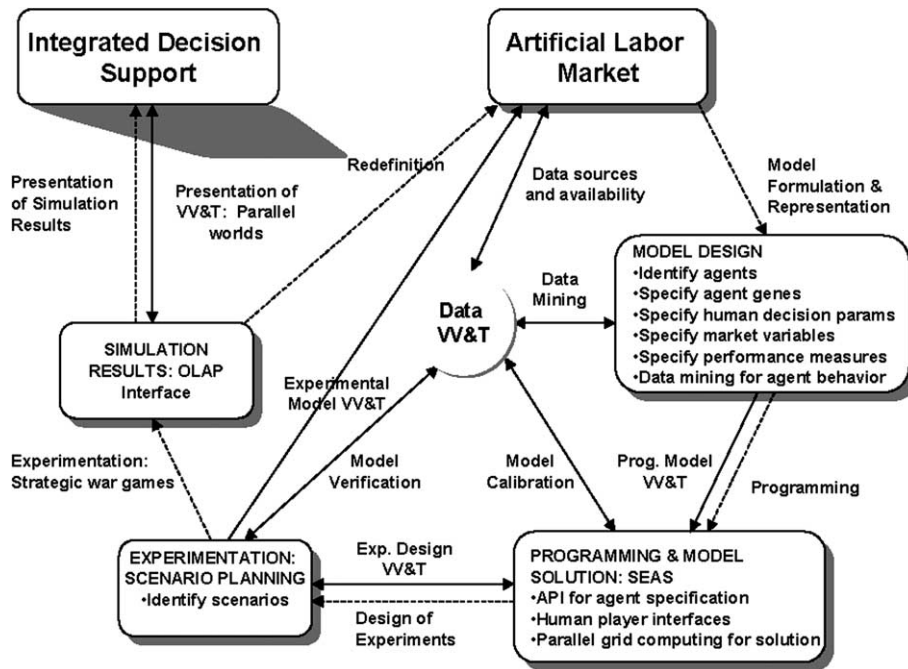 Integrated Decision
Support
Artificial Labor
Market
Redefinition
Presentation
of Simulation
Results
Presentation of
VV&T: Parallel
worlds
Data sources
and availability
Model
Formulation &
Representation
MODEL DESIGN
•Identify agents
•Specify agent genes
•Specify human decision params
•Specify market variables
•Specify performance measures
•Data mining for agent behavior
Data
Mining
Data
VV&T
SIMULATION
RESULTS: OLAP
Interface
Experimental
Model VV&T
Experimentation:
Strategic war games
Model
Verification
Model
Calibration
Prog. Model
VV&T
Programming
EXPERIMENTATION:
SCENARIO PLANNING
•Identify scenarios
Exp. Design
VV&T
Design of
Experiments
PROGRAMMING & MODEL
SOLUTION: SEAS
•API for agent specification
•Human player interfaces
•Parallel grid computing for solution